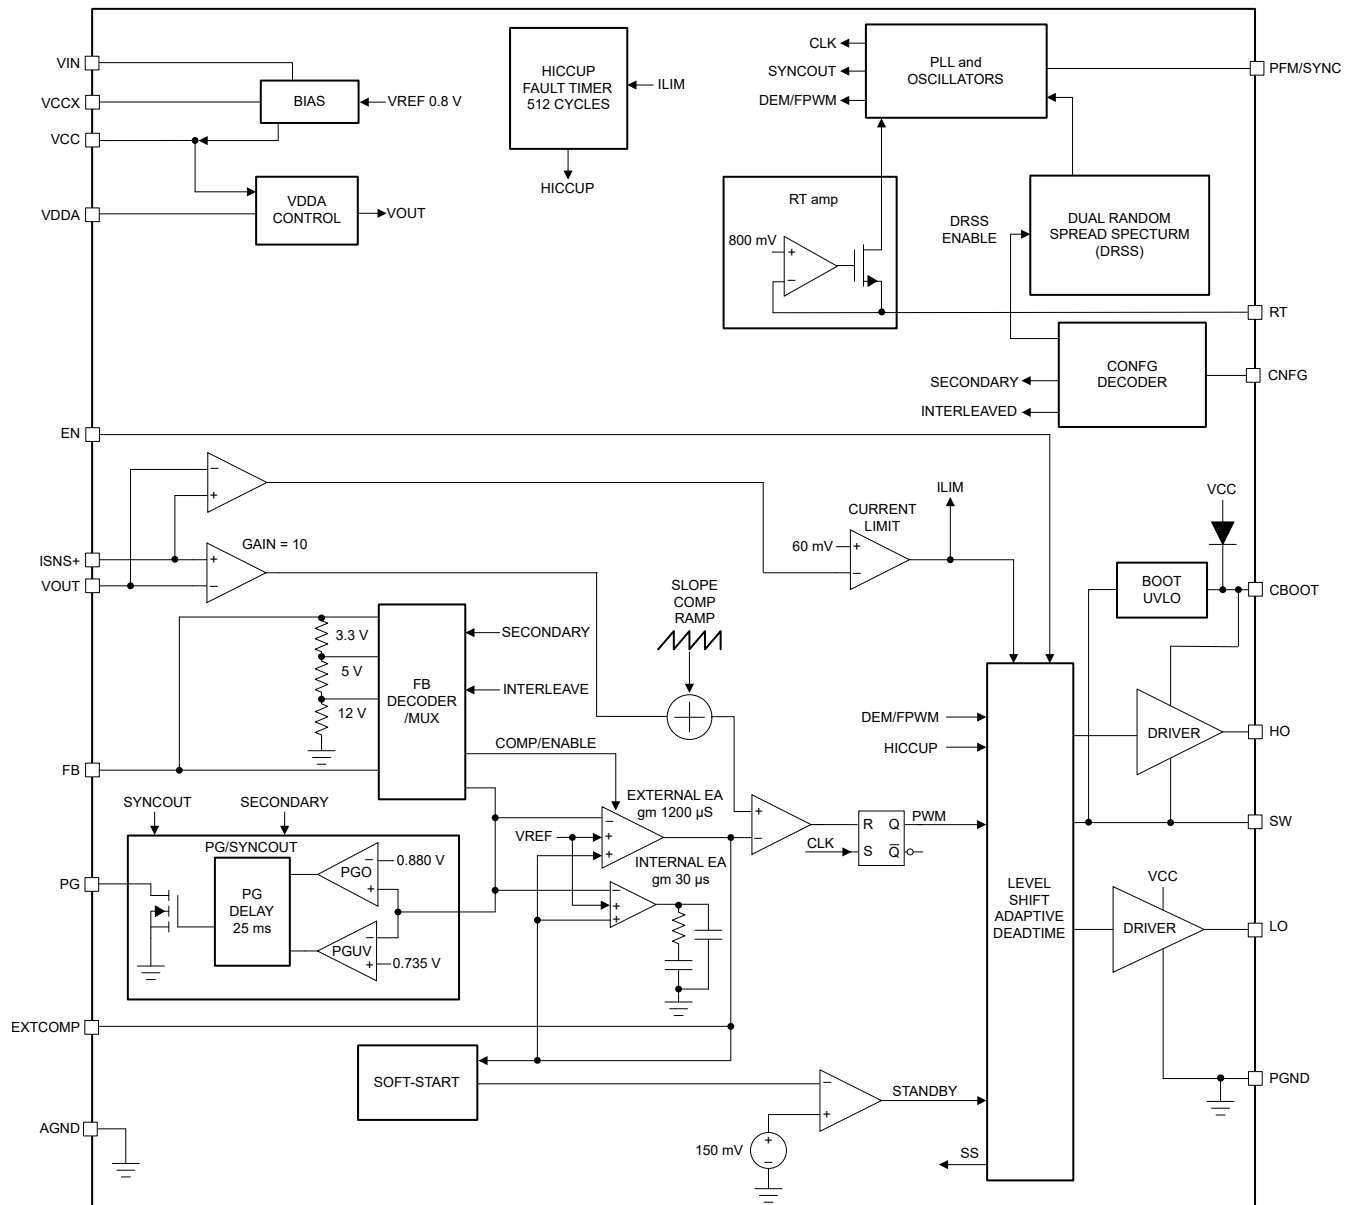 VIN
VCCX
VCC
VDDA
BIAS
VREF 0.8 V
VDDA
CONTROL
VOUT
HICCUP
FAULT TIMER
512 CYCLES
ILIM
HICCUP
CLK
SYNCOUT
DEM/FPWM
PLL and
OSCILLATORS
PFM/SYNC
RT amp
800 mV
+
−
DRSS
ENABLE
DUAL RANDOM
SPREAD SPECTURM
(DRSS)
RT
CONFG
DECODER
CNFG
SECONDARY
INTERLEAVED
EN
−
+
ISNS+
VOUT
+
−
GAIN = 10
CURRENT
LIMIT
ILIM
60 mV
+
−
VCC
BOOT
UVLO
CBOOT
SLOPE
COMP
RAMP
3.3 V
5 V
12 V
FB
DECODER
/MUX
SECONDARY
INTERLEAVE
COMP/ENABLE
FB
DEM/FPWM
HICCUP
DRIVER
HO
SYNCOUT
SECONDARY
EXTERNAL EA
gm 1200 µS
−
+
+
VREF
+
−
R
Q
S
Q
PWM
CLK
SW
PG/SYNCOUT
PG
PG
DELAY
25 ms
−
PGO
+
0.880 V
−
PGUV
+
0.735 V
INTERNAL EA
gm 30 µs
−
+
+
LEVEL
SHIFT
ADAPTIVE
DEADTIME
VCC
DRIVER
LO
EXTCOMP
SOFT-START
−
+
STANDBY
PGND
AGND
150 mV
+
−
SS